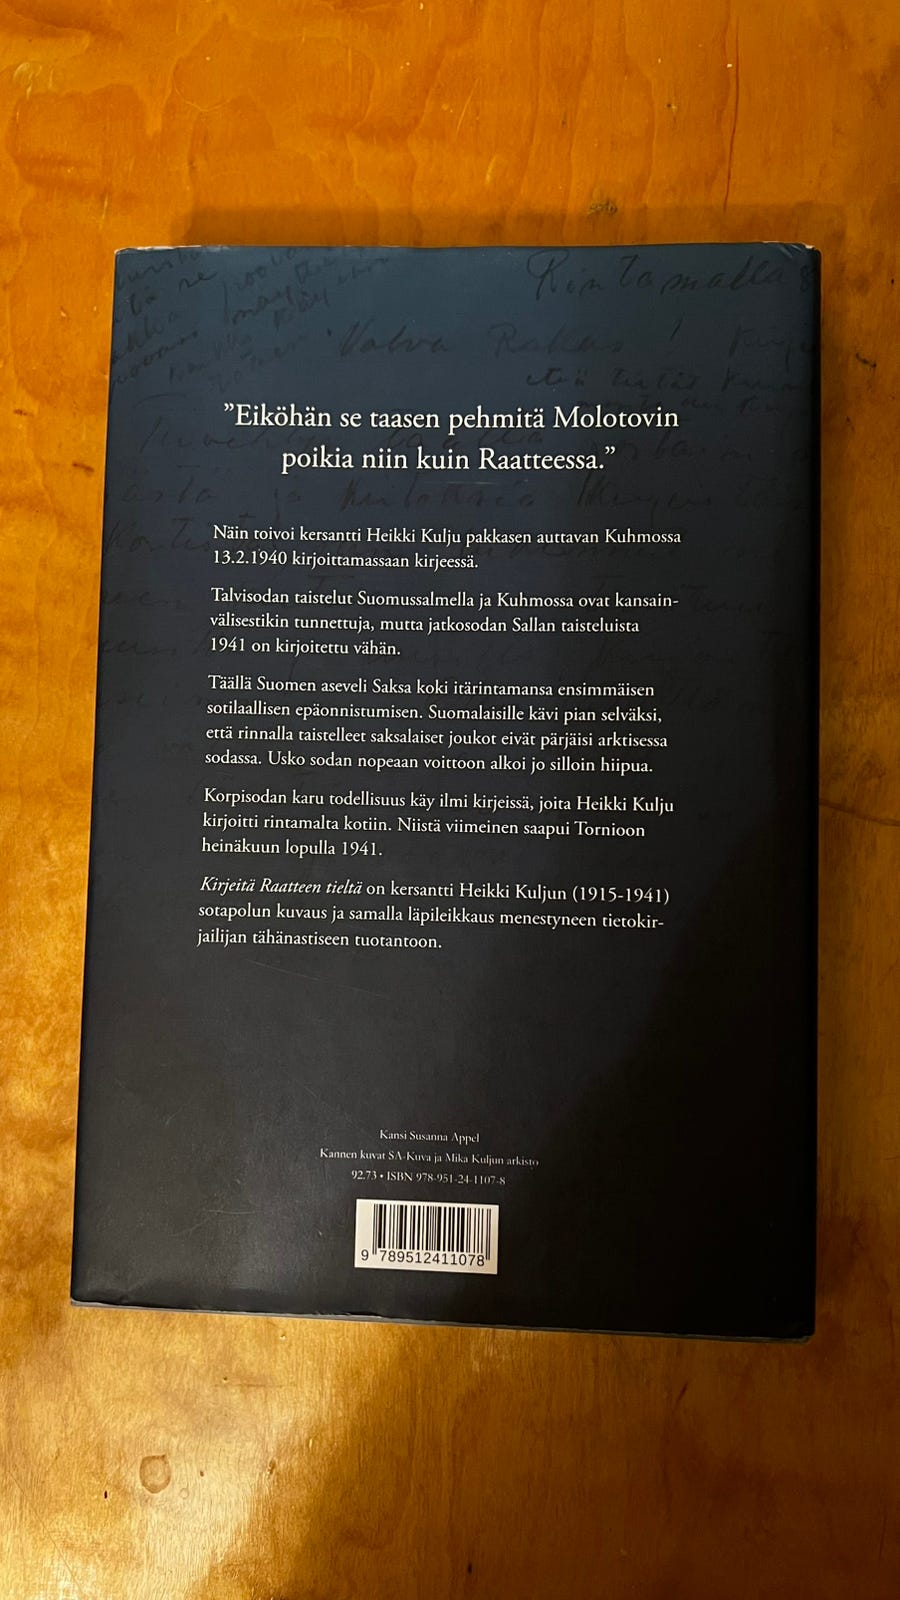 Rintamalla
Valva Rakas!
”Eiköhän se taasen pehmitä Molotovin
poikia niin kuin Raatteessa.”
Näin toivoi kersantti Heikki Kulju pakkasen auttavan Kuhmossa
13.2.1940 kirjoittamassaan kirjeessä.
Talvisodan taistelut Suomussalmella ja Kuhmossa ovat kansain-
välisestikin tunnettuja, mutta jatkosodan Sallan taisteluista
1941 on kirjoitettu vähän.
Täällä Suomen aseveli Saksa koki itärintamansa ensimmäisen
sotilaallisen epäonnistumisen. Suomalaisille kävi pian selväksi,
että rinnalla taistelleet saksalaiset joukot eivät pärjäisi arktisessa
sodassa. Usko sodan nopeaan voittoon alkoi jo silloin hiipua.
Korpisodan karu todellisuus käy ilmi kirjeissä, joita Heikki Kulju
kirjoitti rintamalta kotiin. Niistä viimeinen saapui Tornioon
heinäkuun lopulla 1941.
Kirjeitä Raatteen tieltä on kersantti Heikki Kuljun (1915-1941)
sotapolun kuvaus ja samalla läpileikkaus menestyneen tietokir-
jailijan tähänastiseen tuotantoon.
Kansi Susanna Appel
Kannen kuvat SA-Kuva ja Mika Kuljun arkisto
92.73 • ISBN 978-951-24-1107-8
9 789512 411078